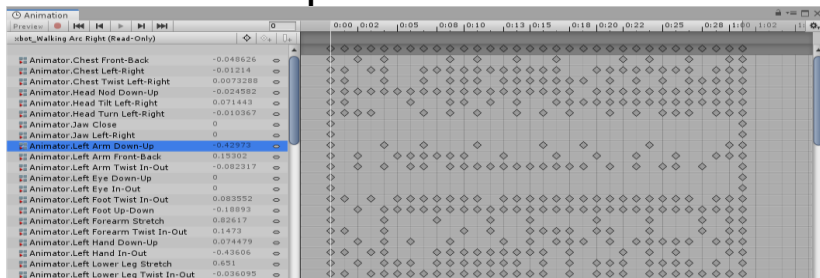 Animation
Preview 0 0:00 0:02 0:05 0:08 0:10 0:13 0:15 0:18 0:20 0:22 0:25 0:28 1:00 1:02
xbot_Walking Arc Right (Read-Only)
Animator.Chest Front-Back -0.048626
Animator.Chest Left-Right -0.01214
Animator.Chest Twist Left-Right 0.0073288
Animator.Head Nod Down-Up -0.024582
Animator.Head Tilt Left-Right 0.071443
Animator.Head Turn Left-Right -0.010367
Animator.Jaw Close 0
Animator.Jaw Left-Right 0
Animator.Left Arm Down-Up -0.42973
Animator.Left Arm Front-Back 0.15302
Animator.Left Arm Twist In-Out -0.082317
Animator.Left Eye Down-Up 0
Animator.Left Eye In-Out 0
Animator.Left Foot Twist In-Out 0.083552
Animator.Left Foot Up-Down -0.18893
Animator.Left Forearm Stretch 0.82617
Animator.Left Forearm Twist In-Out 0.1473
Animator.Left Hand Down-Up 0.074479
Animator.Left Hand In-Out -0.43606
Animator.Left Lower Leg Stretch 0.651
Animator.Left Lower Leg Twist In-Out -0.036095